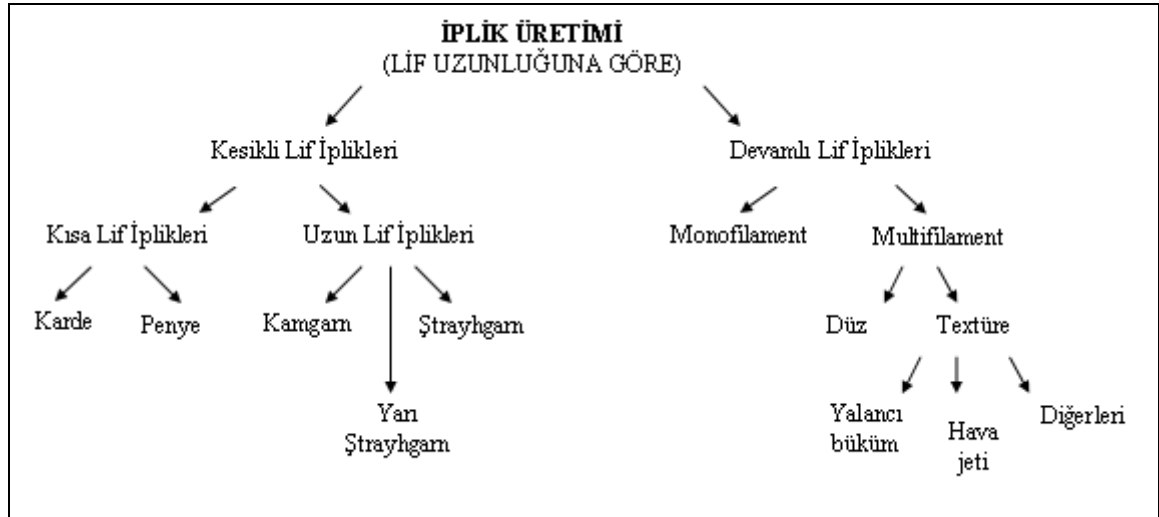 İPLİK ÜRETİMİ
(LİF UZUNLUĞUNA GÖRE)
Kesikli Lif İplikleri
Devamlı Lif İplikleri
Kısa Lif İplikleri
Uzun Lif İplikleri
Monofilament
Multifilament
Karde
Penye
Kamgarn
Ştrayhgarn
Düz
Textüre
Yarı
Ştrayhgarn
Yalancı
büküm
Hava
jeti
Diğerleri